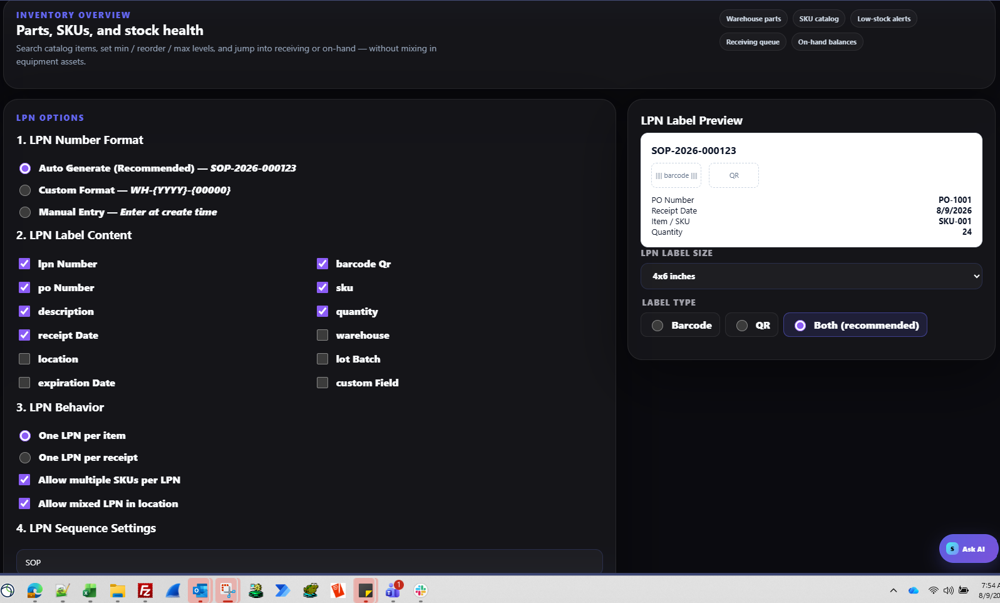 INVENTORY OVERVIEW
Parts, SKUs, and stock health
Search catalog items, set min / reorder / max levels, and jump into receiving or on-hand — without mixing in
equipment assets.
Warehouse parts
SKU catalog
Low-stock alerts
Receiving queue
On-hand balances
LPN OPTIONS
1. LPN Number Format
Auto Generate (Recommended) — SOP-2026-000123
Custom Format — WH-{YYYY}-{00000}
Manual Entry — Enter at create time
2. LPN Label Content
lpn Number
barcode Qr
po Number
sku
description
quantity
receipt Date
warehouse
location
lot Batch
expiration Date
custom Field
3. LPN Behavior
One LPN per item
One LPN per receipt
Allow multiple SKUs per LPN
Allow mixed LPN in location
4. LPN Sequence Settings
SOP
LPN Label Preview
SOP-2026-000123
|||| barcode ||||
QR
PO Number PO-1001
Receipt Date 8/9/2026
Item / SKU SKU-001
Quantity 24
LPN LABEL SIZE
4x6 inches
LABEL TYPE
Barcode
QR
Both (recommended)
S Ask AI
1
7:54 A
8/9/20